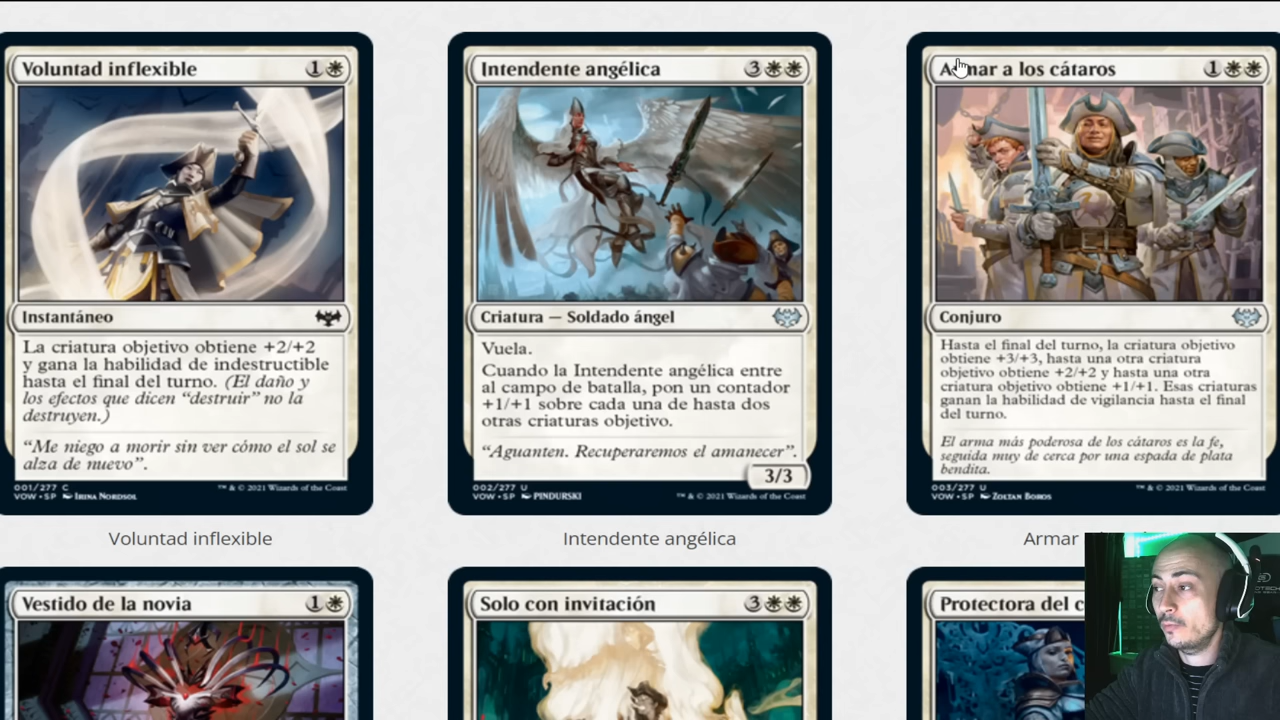 Voluntad inflexible 1
Instantáneo
La criatura objetivo obtiene +2/+2
y gana la habilidad de indestructible
hasta el final del turno. (El daño y
los efectos que dicen “destruir” no la
destruyen.)
“Me niego a morir sin ver cómo el sol se
alza de nuevo”.
001/277 C
VOW • SP Irina Nordsol
™ & © 2021 Wizards of the Coast
Voluntad inflexible
Intendente angélica 3
Criatura — Soldado ángel
Vuela.
Cuando la Intendente angélica entre
al campo de batalla, pon un contador
+1/+1 sobre cada una de hasta dos
otras criaturas objetivo.
“Aguanten. Recuperaremos el amanecer”.
3/3
002/277 U
VOW • SP PINDURSKI
™ & © 2021 Wizards of the Coast
Intendente angélica
Armar a los cátaros 1
Conjuro
Hasta el final del turno, la criatura objetivo
obtiene +3/+3, hasta una otra criatura
objetivo obtiene +2/+2 y hasta una otra
criatura objetivo obtiene +1/+1. Esas criaturas
ganan la habilidad de vigilancia hasta el final
del turno.
El arma más poderosa de los cátaros es la fe,
seguida muy de cerca por una espada de plata
bendita.
003/277 U
VOW • SP Zoltan Boros
™ & © 2021 Wizards of the Coast
Armar
Vestido de la novia 1
Solo con invitación 3
Protectora del c